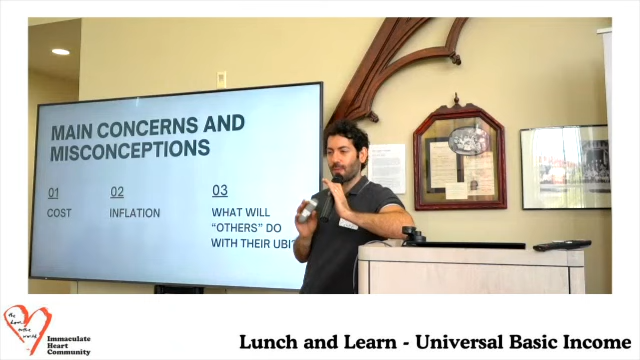 MAIN CONCERNS AND
MISCONCEPTIONS
01
COST
02
INFLATION
03
WHAT WILL
"OTHERS" DO
WITH THEIR UBI
Immaculate
Heart
Community
Lunch and Learn - Universal Basic Income